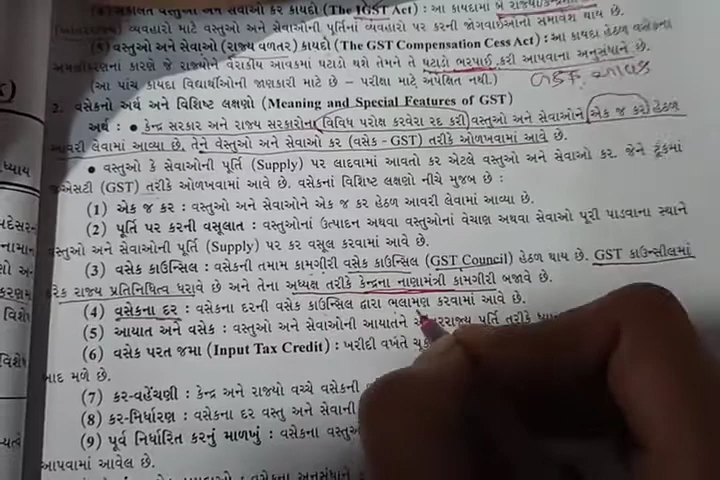 (૪) સંકલિત વસ્તુઓ અને સેવાઓ કર કાયદો (The IGST Act) : આ કાયદામાં બે રાજ્યો
વ્યવહારો માટે વસ્તુઓ અને સેવાઓની પૂર્તિનાં વ્યવહારો પર કરની જોગવાઈઓનો સમાવેશ થાય છે.
(૫) વસ્તુઓ અને સેવાઓ (રાજ્ય વળતર) કાયદો (The GST Compensation Cess Act) : આ કાયદા હેઠળ વસેકના
અમલીકરણનાં કારણે જે રાજ્યોને વેરાકીય આવકમાં ઘટાડો થશે તેમને તે ઘટાડો ભરપાઈ કરી આપવાના અનુસંધાને છે.
(આ પાંચ કાયદા વિદ્યાર્થીઓની જાણકારી માટે છે – પરીક્ષા માટે અપેક્ષિત નથી.)
2. વસેકનો અર્થ અને વિશિષ્ટ લક્ષણો (Meaning and Special Features of GST)
અર્થ : • કેન્દ્ર સરકાર અને રાજ્ય સરકારોના વિવિધ પરોક્ષ કરવેરા રદ કરી વસ્તુઓ અને સેવાઓને એક જ કર હેઠળ
આવરી લેવામાં આવ્યા છે. તેને વસ્તુઓ અને સેવાઓ કર (વસેક - GST) તરીકે ઓળખવામાં આવે છે.
• વસ્તુઓ કે સેવાઓની પૂર્તિ (Supply) પર લાદવામાં આવતો કર એટલે વસ્તુઓ અને સેવાઓ કર. જેને ટૂંકમાં
જીએસટી (GST) તરીકે ઓળખવામાં આવે છે. વસેકનાં વિશિષ્ટ લક્ષણો નીચે મુજબ છે :
(1) એક જ કર : વસ્તુઓ અને સેવાઓને એક જ કર હેઠળ આવરી લેવામાં આવ્યા છે.
(2) પૂર્તિ પર કરની વસૂલાત : વસ્તુઓનાં ઉત્પાદન અથવા વસ્તુઓનાં વેચાણ અથવા સેવાઓ પૂરી પાડવાના સ્થાને
વસ્તુઓ અને સેવાઓની પૂર્તિ (Supply) પર કર વસૂલ કરવામાં આવે છે.
(3) વસેક કાઉન્સિલ : વસેકની તમામ કામગીરી વસેક કાઉન્સિલ (GST Council) હેઠળ થાય છે. GST કાઉન્સીલમાં
દરેક રાજ્ય પ્રતિનિધિત્વ ધરાવે છે અને તેના અધ્યક્ષ તરીકે કેન્દ્રના નાણામંત્રી કામગીરી બજાવે છે.
(4) વસેકના દર : વસેકના દરની વસેક કાઉન્સિલ દ્વારા ભલામણ કરવામાં આવે છે.
(5) આયાત અને વસેક : વસ્તુઓ અને સેવાઓની આયાતને આંતરરાજ્ય પૂર્તિ તરીકે
(6) વસેક પરત જમા (Input Tax Credit) : ખરીદી વખતે
બાદ મળે છે.
(7) કર-વહેંચણી : કેન્દ્ર અને રાજ્યો વચ્ચે વસેકની
(8) કર-નિર્ધારણ : વસેકના દર વસ્તુ અને સેવાની
(9) પૂર્વ નિર્ધારિત કરનું માળખું : વસેકના
આપવામાં આવેલ છે.